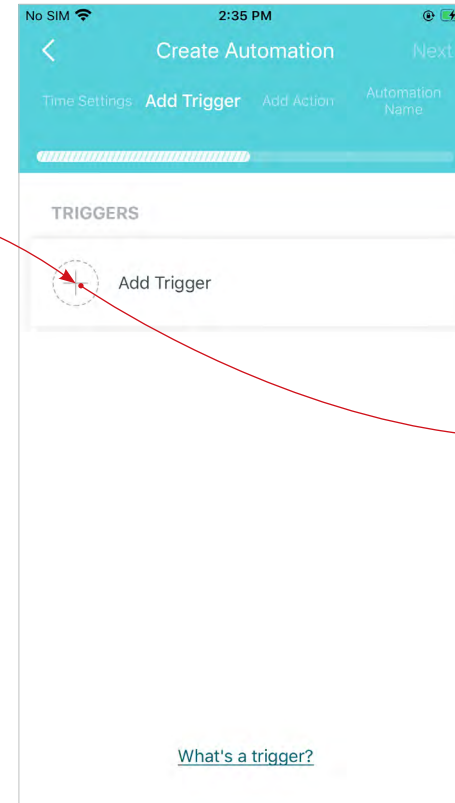 No SIM 2:35 PM
Create Automation Next
Time Settings Add Trigger Add Action Automation Name
TRIGGERS
Add Trigger
What's a trigger?